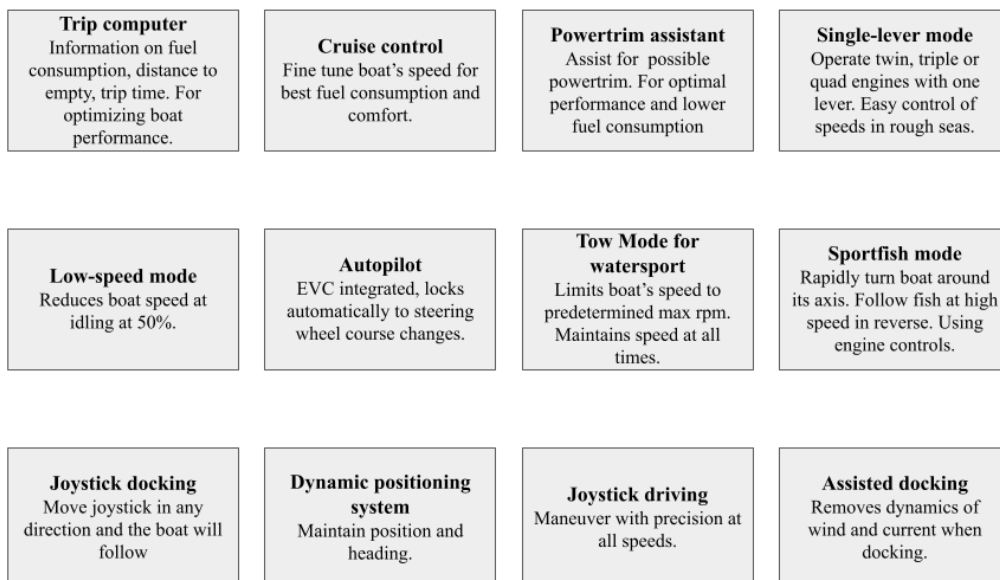 Trip computer
Information on fuel
consumption, distance to
empty, trip time. For
optimizing boat
performance.
Cruise control
Fine tune boat's speed for
best fuel consumption and
comfort.
Powertrim assistant
Assist for possible
powertrim. For optimal
performance and lower
fuel consumption
Single-lever mode
Operate twin, triple or
quad engines with one
lever. Easy control of
speeds in rough seas.
Low-speed mode
Reduces boat speed at
idling at 50%.
Autopilot
EVC integrated, locks
automatically to steering
wheel course changes.
Tow Mode for
watersport
Limits boat's speed to
predetermined max rpm.
Maintains speed at all
times.
Sportfish mode
Rapidly turn boat around
its axis. Follow fish at high
speed in reverse. Using
engine controls.
Joystick docking
Move joystick in any
direction and the boat will
follow
Dynamic positioning
system
Maintain position and
heading.
Joystick driving
Maneuver with precision at
all speeds.
Assisted docking
Removes dynamics of
wind and current when
docking.